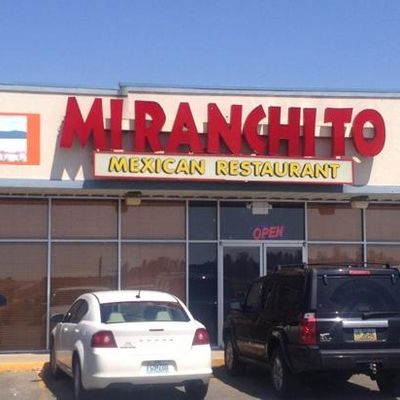 MI RANCHITO
MEXICAN RESTAURANT
OPEN